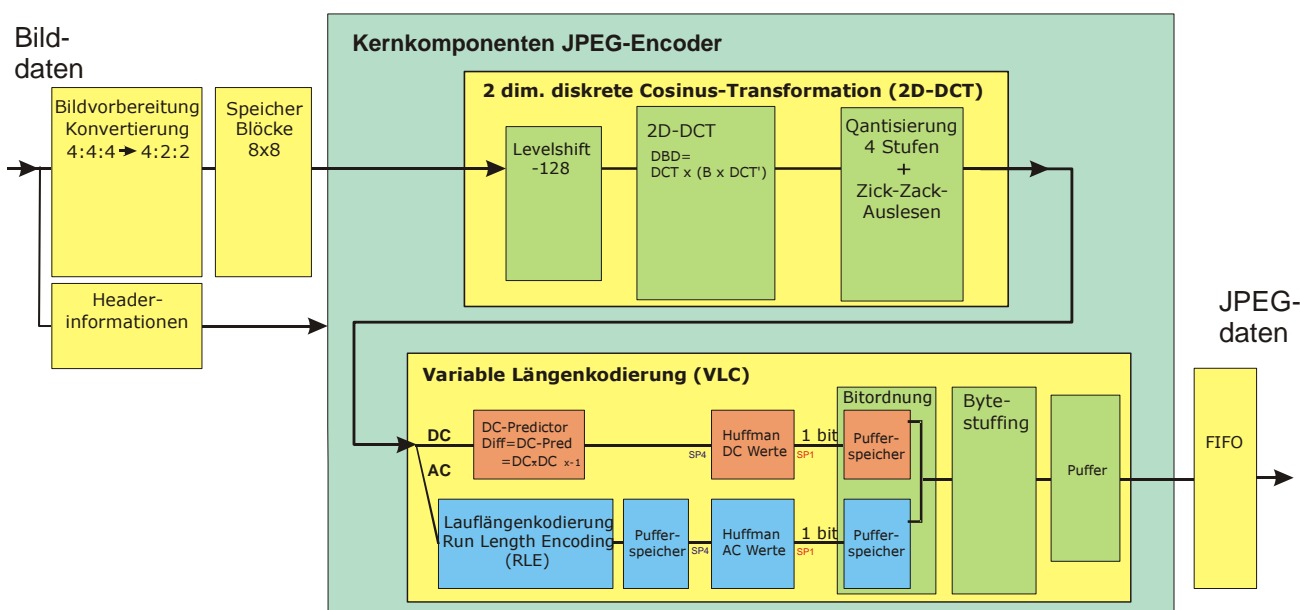 Bild-
daten
Kernkomponenten JPEG-Encoder
Bildvorbereitung
Konvertierung
4:4:4 → 4:2:2
Speicher
Blöcke
8x8
Header-
informationen
2 dim. diskrete Cosinus-Transformation (2D-DCT)
Levelshift
-128
2D-DCT
DBD=
DCT x (B x DCT')
Qantisierung
4 Stufen
+
Zick-Zack-
Auslesen
Variable Längenkodierung (VLC)
DC
AC
DC-Predictor
Diff=DC-Pred
=DCx-DC x-1
SP4
Huffman
DC Werte
1 bit
SP1
Bitordnung
Puffer-
speicher
Lauflängenkodierung
Run Length Encoding
(RLE)
Puffer-
speicher
SP4
Huffman
AC Werte
1 bit
SP1
Puffer-
speicher
Byte-
stuffing
Puffer
JPEG-
daten
FIFO